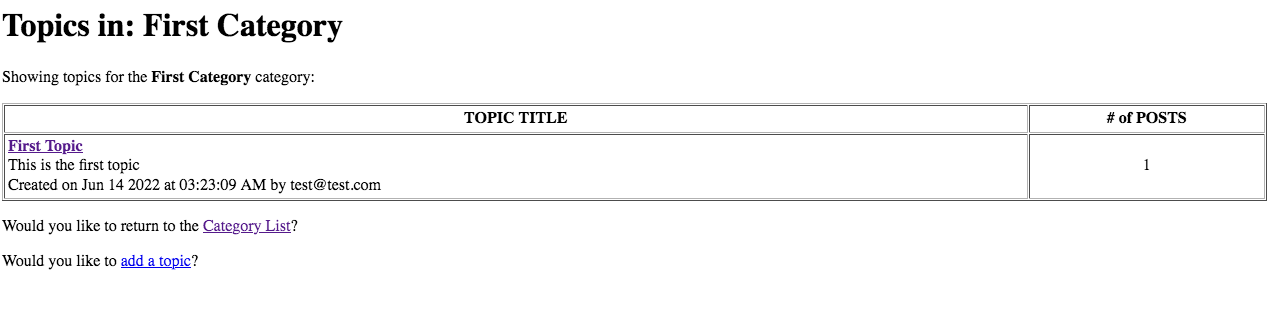 Topics in: First Category
Showing topics for the First Category category:
TOPIC TITLE
# of POSTS
First Topic
This is the first topic
Created on Jun 14 2022 at 03:23:09 AM by test@test.com
1
Would you like to return to the Category List?
Would you like to add a topic?